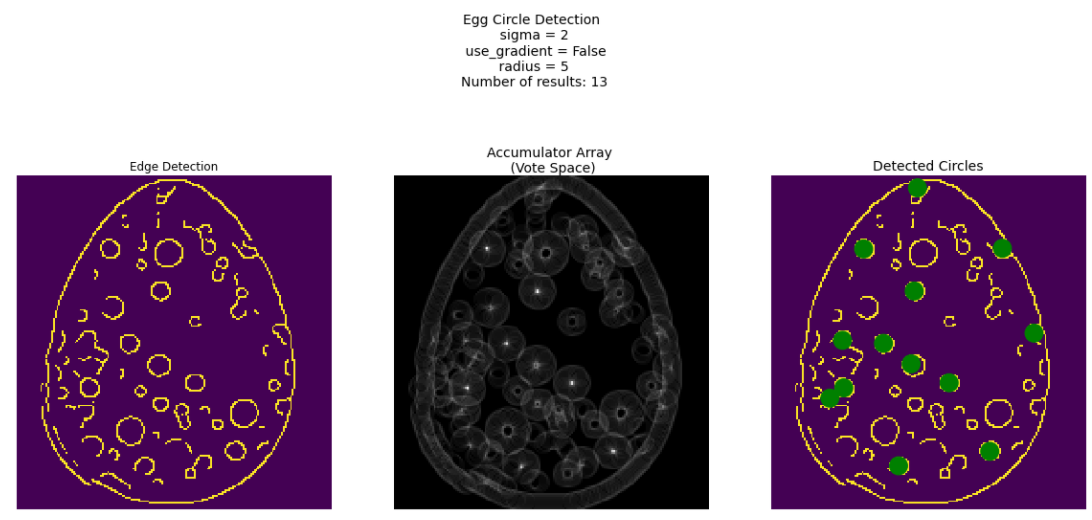 Egg Circle Detection
sigma = 2
use_gradient = False
radius = 5
Number of results: 13
Edge Detection
Accumulator Array
(Vote Space)
Detected Circles